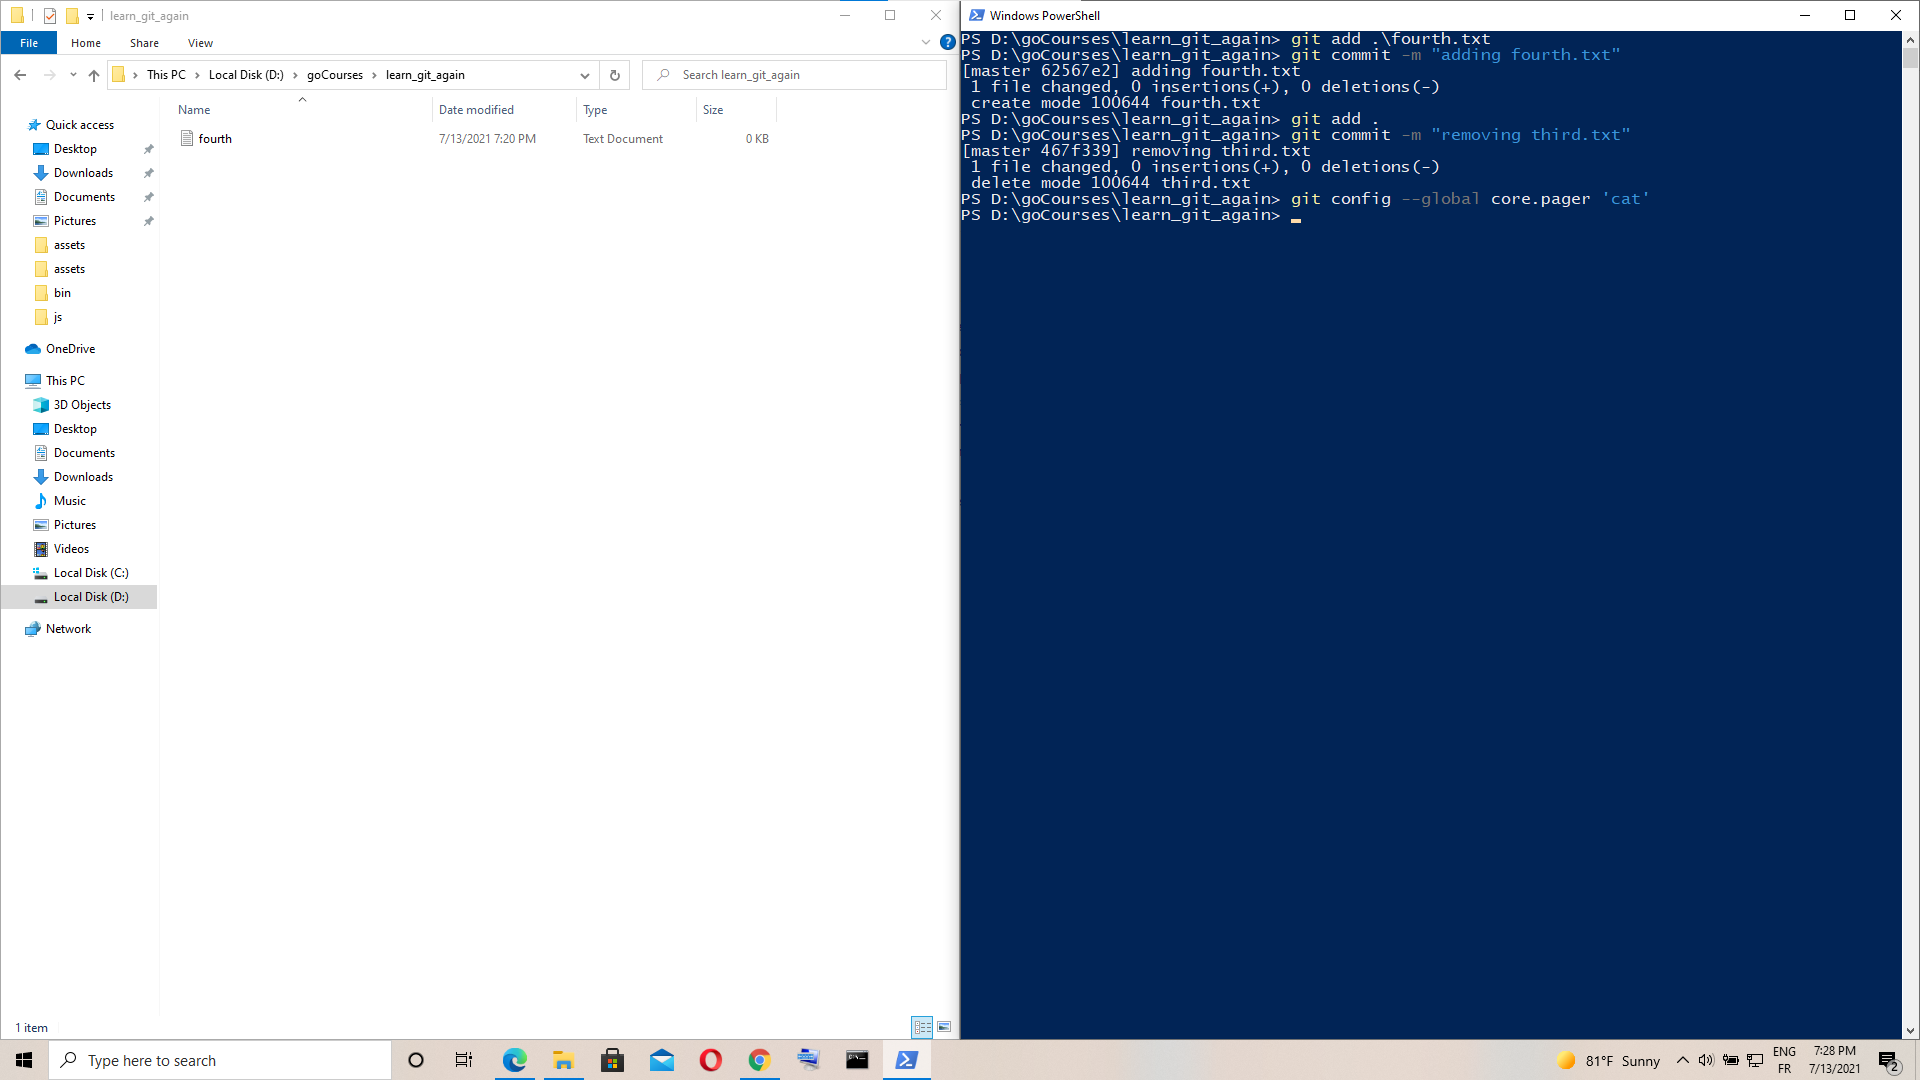 learn_git_again
File Home Share View
This PC Local Disk (D:) goCourses learn_git_again
Search learn_git_again
Name Date modified Type Size
fourth 7/13/2021 7:20 PM Text Document 0 KB
Quick access
Desktop
Downloads
Documents
Pictures
assets
assets
bin
js
OneDrive
This PC
3D Objects
Desktop
Documents
Downloads
Music
Pictures
Videos
Local Disk (C:)
Local Disk (D:)
Network
1 item
Windows PowerShell
PS D:\goCourses\learn_git_again> git add .\fourth.txt
PS D:\goCourses\learn_git_again> git commit -m "adding fourth.txt"
[master 62567e2] adding fourth.txt
1 file changed, 0 insertions(+), 0 deletions(-)
create mode 100644 fourth.txt
PS D:\goCourses\learn_git_again> git add .
PS D:\goCourses\learn_git_again> git commit -m "removing third.txt"
[master 467f339] removing third.txt
1 file changed, 0 insertions(+), 0 deletions(-)
delete mode 100644 third.txt
PS D:\goCourses\learn_git_again> git config --global core.pager 'cat'
PS D:\goCourses\learn_git_again>
Type here to search
81°F Sunny
ENG
FR
7:28 PM
7/13/2021
2